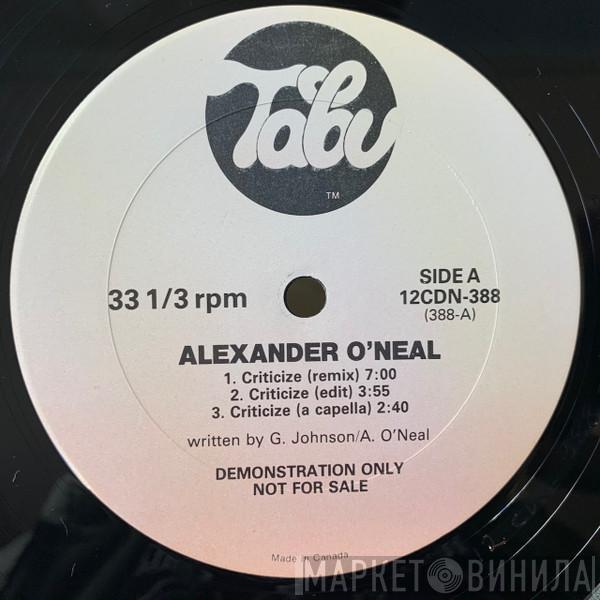 Tabu
TM
33 1/3 rpm
SIDE A
12CDN-388
(388-A)
ALEXANDER O'NEAL
1. Criticize (remix) 7:00
2. Criticize (edit) 3:55
3. Criticize (a capella) 2:40
written by G. Johnson/A. O'Neal
DEMONSTRATION ONLY
NOT FOR SALE
Made in Canada
МАРКЕТ ВИНИЛА